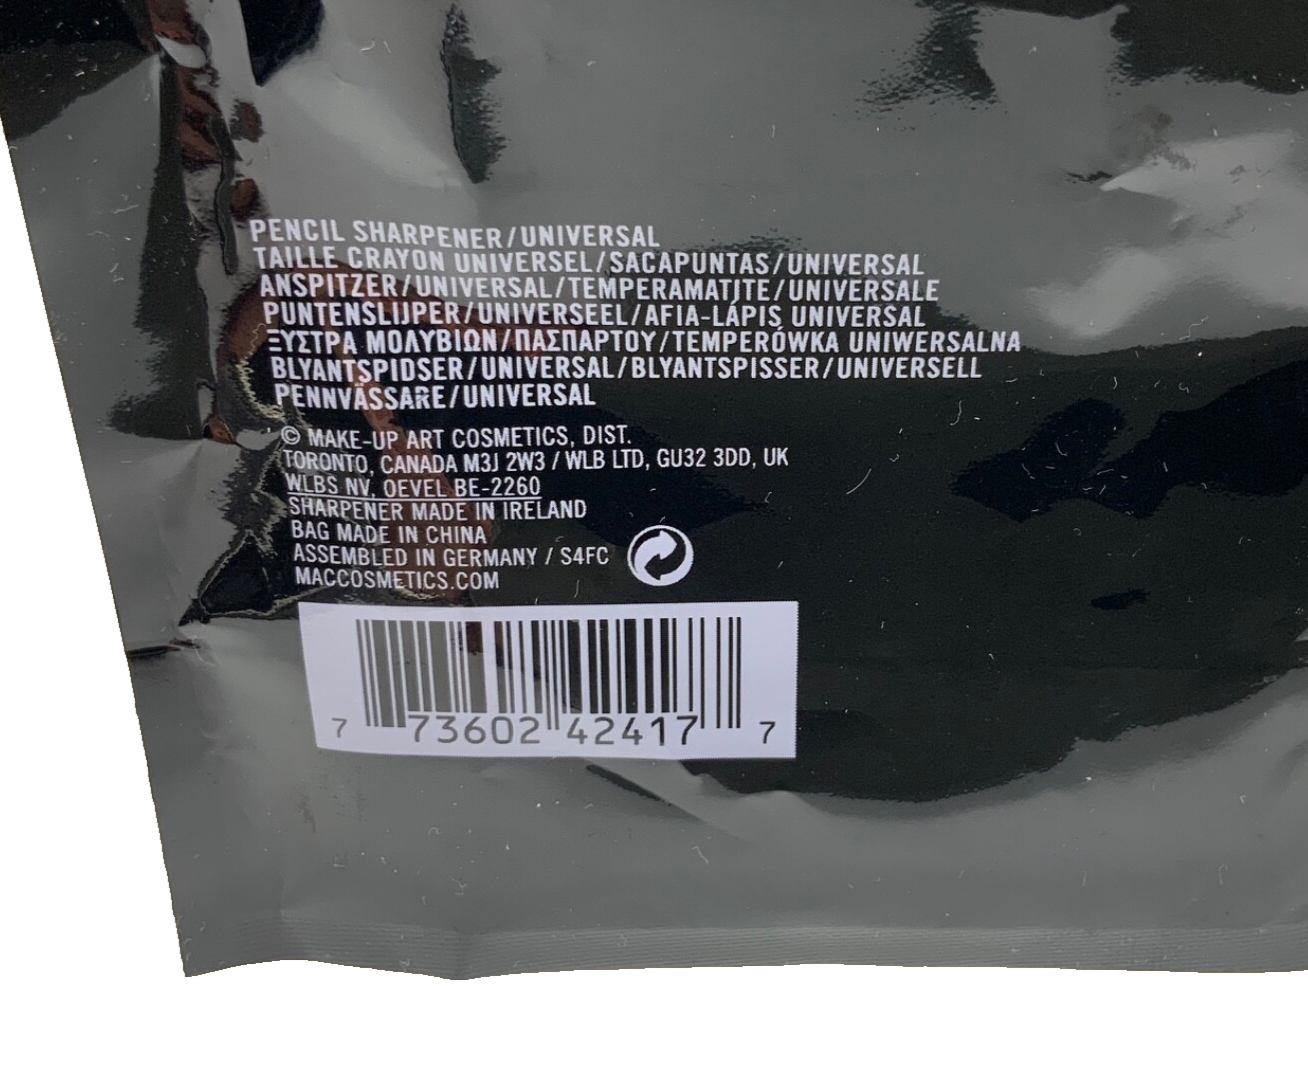 PENCIL SHARPENER/UNIVERSAL
TAILLE CRAYON UNIVERSEL/SACAPUNTAS/UNIVERSAL
ANSPITZER/UNIVERSAL/TEMPERAMATITE/UNIVERSALE
PUNTENSLIJPER/UNIVERSEEL/AFIA-LÁPIS UNIVERSAL
ΞΥΣΤΡΑ ΜΟΛΥΒΙΩΝ/ΠΑΣΠΑΡΤΟΥ/TEMPERÓWKA UNIWERSALNA
BLYANTSPIDSER/UNIVERSAL/BLYANTSPISSER/UNIVERSELL
PENNVÄSSARE/UNIVERSAL
© MAKE-UP ART COSMETICS, DIST.
TORONTO, CANADA M3J 2W3 / WLB LTD, GU32 3DD, UK
WLBS NV, OEVEL BE-2260
SHARPENER MADE IN IRELAND
BAG MADE IN CHINA
ASSEMBLED IN GERMANY / S4FC
MACCOSMETICS.COM
7 73602 42417 7